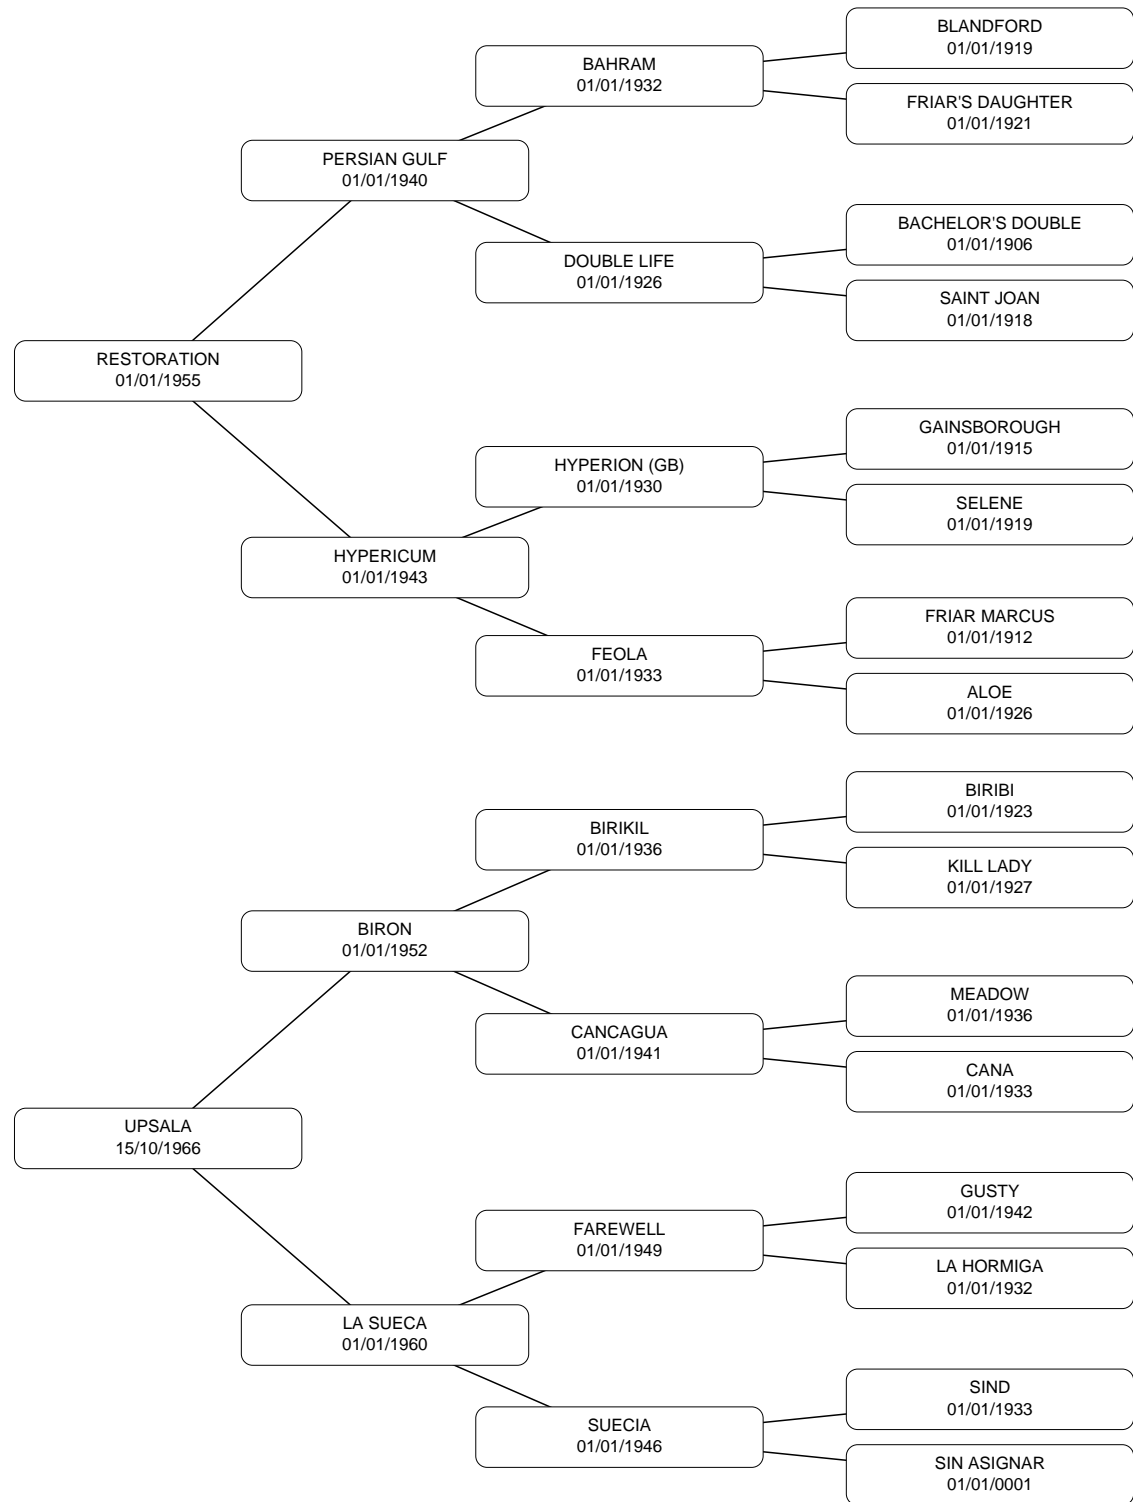 BLANDFORD
01/01/1919
BAHRAM
01/01/1932
FRIAR'S DAUGHTER
01/01/1921
PERSIAN GULF
01/01/1940
BACHELOR'S DOUBLE
01/01/1906
DOUBLE LIFE
01/01/1926
SAINT JOAN
01/01/1918
RESTORATION
01/01/1955
GAINSBOROUGH
01/01/1915
HYPERION (GB)
01/01/1930
SELENE
01/01/1919
HYPERICUM
01/01/1943
FRIAR MARCUS
01/01/1912
FEOLA
01/01/1933
ALOE
01/01/1926
BIRIBI
01/01/1923
BIRIKIL
01/01/1936
KILL LADY
01/01/1927
BIRON
01/01/1952
MEADOW
01/01/1936
CANCAGUA
01/01/1941
CANA
01/01/1933
UPSALA
15/10/1966
GUSTY
01/01/1942
FAREWELL
01/01/1949
LA HORMIGA
01/01/1932
LA SUECA
01/01/1960
SIND
01/01/1933
SUECIA
01/01/1946
SIN ASIGNAR
01/01/0001